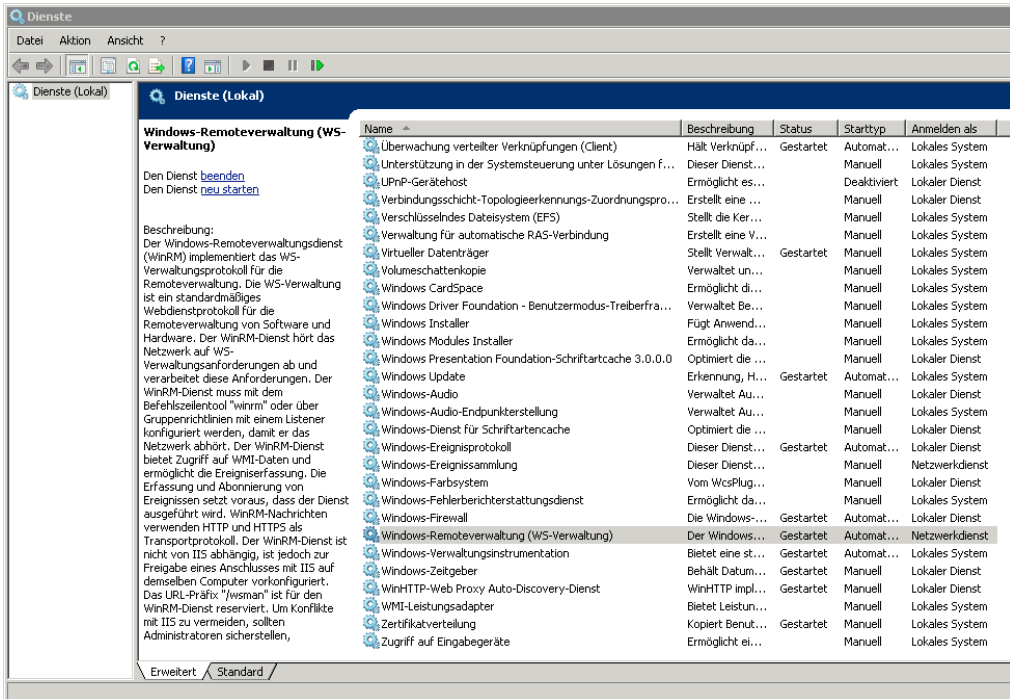 Dienste
Datei Aktion Ansicht ?
Dienste (Lokal)
Dienste (Lokal)
Windows-Remoteverwaltung (WS-
Verwaltung)
Den Dienst beenden
Den Dienst neu starten
Beschreibung:
Der Windows-Remoteverwaltungsdienst
(WinRM) implementiert das WS-
Verwaltungsprotokoll für die
Remoteverwaltung. Die WS-Verwaltung
ist ein standardmäßiges
Webdienstprotokoll für die
Remoteverwaltung von Software und
Hardware. Der WinRM-Dienst hört das
Netzwerk auf WS-
Verwaltungsanforderungen ab und
verarbeitet diese Anforderungen. Der
WinRM-Dienst muss mit dem
Befehlszeilentool "winrm" oder über
Gruppenrichtlinien mit einem Listener
konfiguriert werden, damit er das
Netzwerk abhört. Der WinRM-Dienst
bietet Zugriff auf WMI-Daten und
ermöglicht die Ereigniserfassung. Die
Erfassung und Abonnierung von
Ereignissen setzt voraus, dass der Dienst
ausgeführt wird. WinRM-Nachrichten
verwenden HTTP und HTTPS als
Transportprotokoll. Der WinRM-Dienst ist
nicht von IIS abhängig, ist jedoch zur
Freigabe eines Anschlusses mit IIS auf
demselben Computer vorkonfiguriert.
Das URL-Präfix "/wsman" ist für den
WinRM-Dienst reserviert. Um Konflikte
mit IIS zu vermeiden, sollten
Administratoren sicherstellen,
Name Beschreibung Status Starttyp Anmelden als
Überwachung verteilter Verknüpfungen (Client) Hält Verknüpf... Gestartet Automat... Lokales System
Unterstützung in der Systemsteuerung unter Lösungen f... Dieser Dienst... Manuell Lokales System
UPnP-Gerätehost Ermöglicht es... Deaktiviert Lokaler Dienst
Verbindungsschicht-Topologieerkennungs-Zuordnungspro... Erstellt eine ... Manuell Lokaler Dienst
Verschlüsselndes Dateisystem (EFS) Stellt die Ker... Manuell Lokales System
Verwaltung für automatische RAS-Verbindung Erstellt eine V... Manuell Lokales System
Virtueller Datenträger Stellt Verwalt... Gestartet Manuell Lokales System
Volumeschattenkopie Verwaltet un... Manuell Lokales System
Windows CardSpace Ermöglicht di... Manuell Lokales System
Windows Driver Foundation - Benutzermodus-Treiberfra... Verwaltet Be... Manuell Lokales System
Windows Installer Fügt Anwend... Manuell Lokales System
Windows Modules Installer Ermöglicht da... Manuell Lokales System
Windows Presentation Foundation-Schriftartcache 3.0.0.0 Optimiert die ... Manuell Lokaler Dienst
Windows Update Erkennung, H... Gestartet Automat... Lokales System
Windows-Audio Verwaltet Au... Manuell Lokaler Dienst
Windows-Audio-Endpunkterstellung Verwaltet Au... Manuell Lokales System
Windows-Dienst für Schriftartencache Optimiert die ... Manuell Lokaler Dienst
Windows-Ereignisprotokoll Dieser Dienst... Gestartet Automat... Lokaler Dienst
Windows-Ereignissammlung Dieser Dienst... Manuell Netzwerkdienst
Windows-Farbsystem Vom WcsPlug... Manuell Lokaler Dienst
Windows-Fehlerberichterstattungsdienst Ermöglicht da... Manuell Lokales System
Windows-Firewall Die Windows-... Gestartet Automat... Lokaler Dienst
Windows-Remoteverwaltung (WS-Verwaltung) Der Windows... Gestartet Automat... Netzwerkdienst
Windows-Verwaltungsinstrumentation Bietet eine st... Gestartet Automat... Lokales System
Windows-Zeitgeber Behält Datum... Gestartet Manuell Lokaler Dienst
WinHTTP-Web Proxy Auto-Discovery-Dienst WinHTTP impl... Gestartet Manuell Lokaler Dienst
WMI-Leistungsadapter Bietet Leistun... Manuell Lokales System
Zertifikatverteilung Kopiert Benut... Gestartet Manuell Lokales System
Zugriff auf Eingabegeräte Ermöglicht ei... Manuell Lokales System
Erweitert Standard